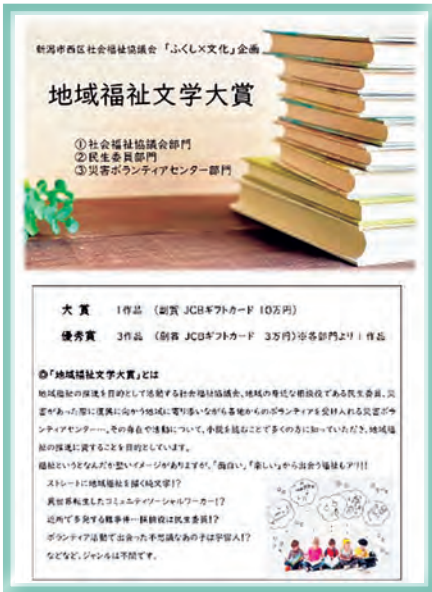 新潟市西区社会福祉協議会 「ふくし×文化」企画
地域福祉文学大賞
①社会福祉協議会部門
②民生委員部門
③災害ボランティアセンター部門
大 賞 1作品 (副賞 JCBギフトカード 10万円)
優秀賞 3作品 (副賞 JCBギフトカード 3万円)※各部門より1作品
◎「地域福祉文学大賞」とは
地域福祉の推進を目的として活動する社会福祉協議会、地域の身近な相談役である民生委員、災
害があった際に復興に向かう地域に寄り添いながら各地からのボランティアを受け入れる災害ボラ
ンティアセンター…。その存在や活動について、小説を読むことで多くの方に知っていただき、地域福
祉の推進に資することを目的としています。
福祉というとなんだか堅いイメージがありますが、「面白い」「楽しい」から出会う福祉もアリ!!
ストレートに地域福祉を描く純文学!?
異世界転生したコミュニティソーシャルワーカー!?
近所で多発する難事件…探偵役は民生委員!?
ボランティア活動で出会った不思議なあの子は宇宙人!?
などなど、ジャンルは不問です。